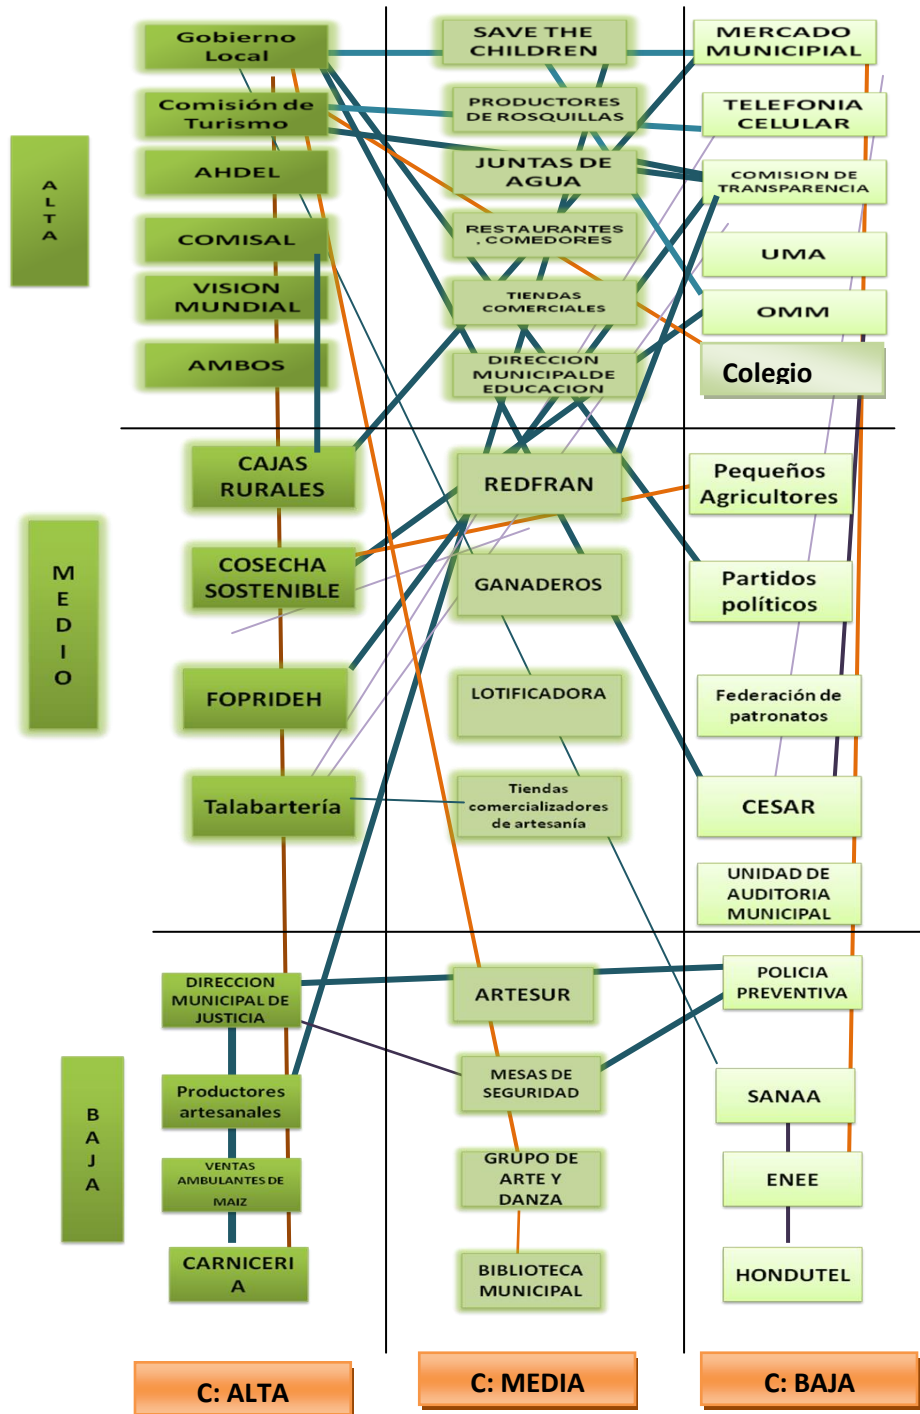 Gobierno
Local
SAVE THE
CHILDREN
MERCADO
MUNICIPIAL
Comisión de
Turismo
PRODUCTORES
DE ROSQUILLAS
TELEFONIA
CELULAR
A
L
T
A
AHDEL
JUNTAS DE
AGUA
COMISION DE
TRANSPARENCIA
COMISAL
RESTAURANTES
, COMEDORES
UMA
VISION
MUNDIAL
TIENDAS
COMERCIALES
OMM
AMBOS
DIRECCION
MUNICIPALDE
EDUCACION
Colegio
CAJAS
RURALES
REDFRAN
Pequeños
Agricultores
M
E
D
I
O
COSECHA
SOSTENIBLE
GANADEROS
Partidos
políticos
FOPRIDEH
LOTIFICADORA
Federación de
patronatos
Talabartería
Tiendas
comercializadores
de artesanía
CESAR
UNIDAD DE
AUDITORIA
MUNICIPAL
DIRECCION
MUNICIPAL DE
JUSTICIA
ARTESUR
POLICIA
PREVENTIVA
B
A
J
A
Productores
artesanales
MESAS DE
SEGURIDAD
SANAA
VENTAS
AMBULANTES DE
MAIZ
GRUPO DE
ARTE Y
DANZA
ENEE
CARNICERI
A
BIBLIOTECA
MUNICIPAL
HONDUTEL
C: ALTA
C: MEDIA
C: BAJA